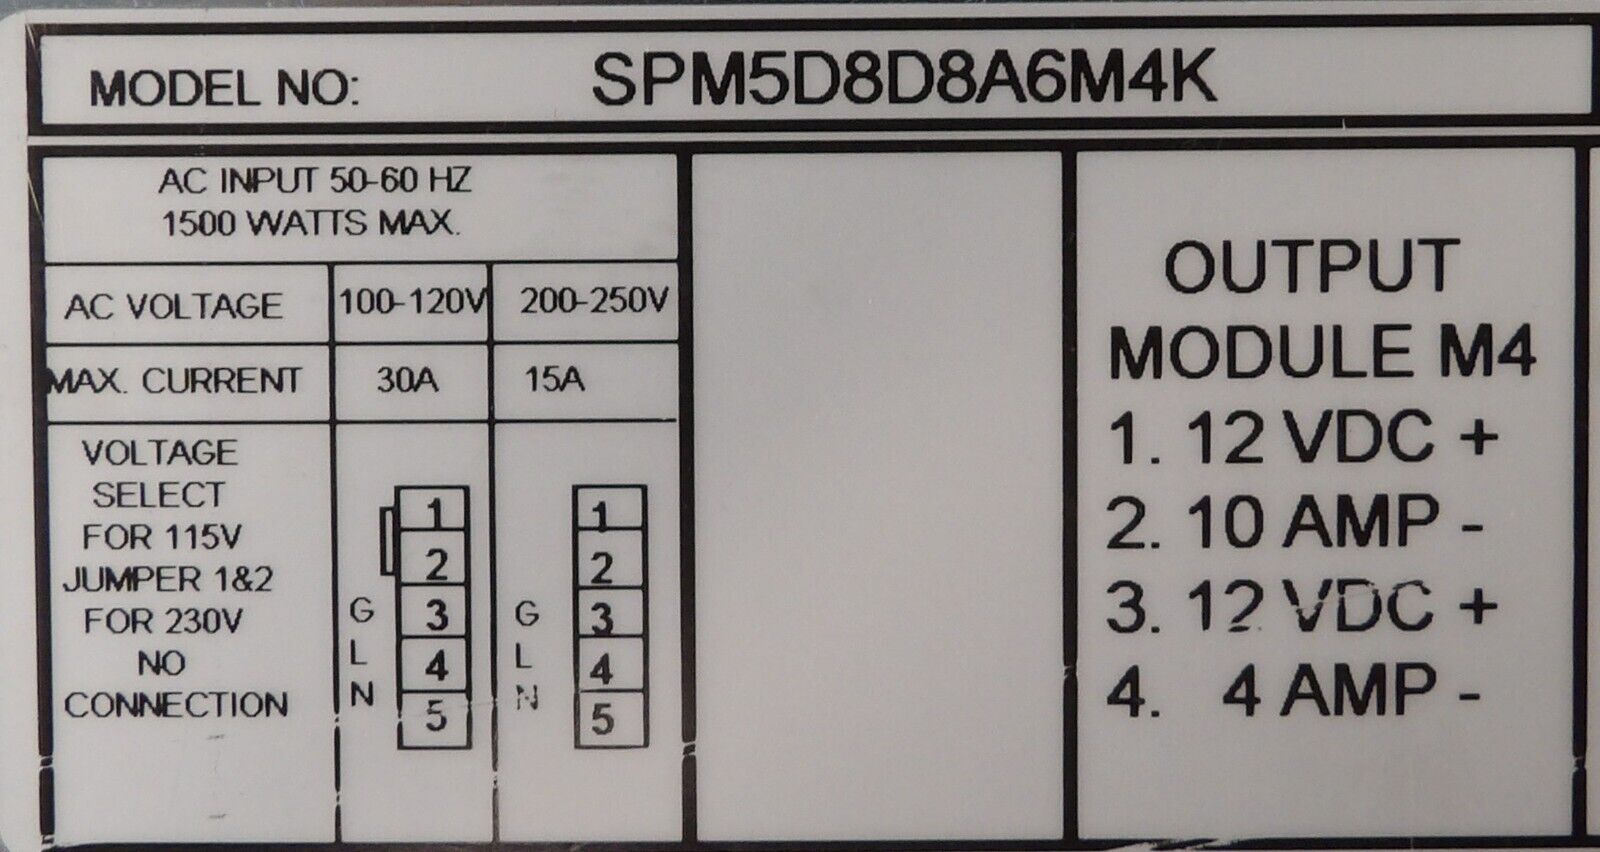 MODEL NO: SPM5D8D8A6M4K
AC INPUT 50-60 HZ
1500 WATTS MAX.
AC VOLTAGE 100-120V 200-250V
MAX. CURRENT 30A 15A
VOLTAGE
SELECT
FOR 115V
JUMPER 1&2
FOR 230V
NO
CONNECTION
G
L
N
1
2
3
4
5
G
L
N
1
2
3
4
5
OUTPUT
MODULE M4
1. 12 VDC +
2. 10 AMP -
3. 12 VDC +
4. 4 AMP -